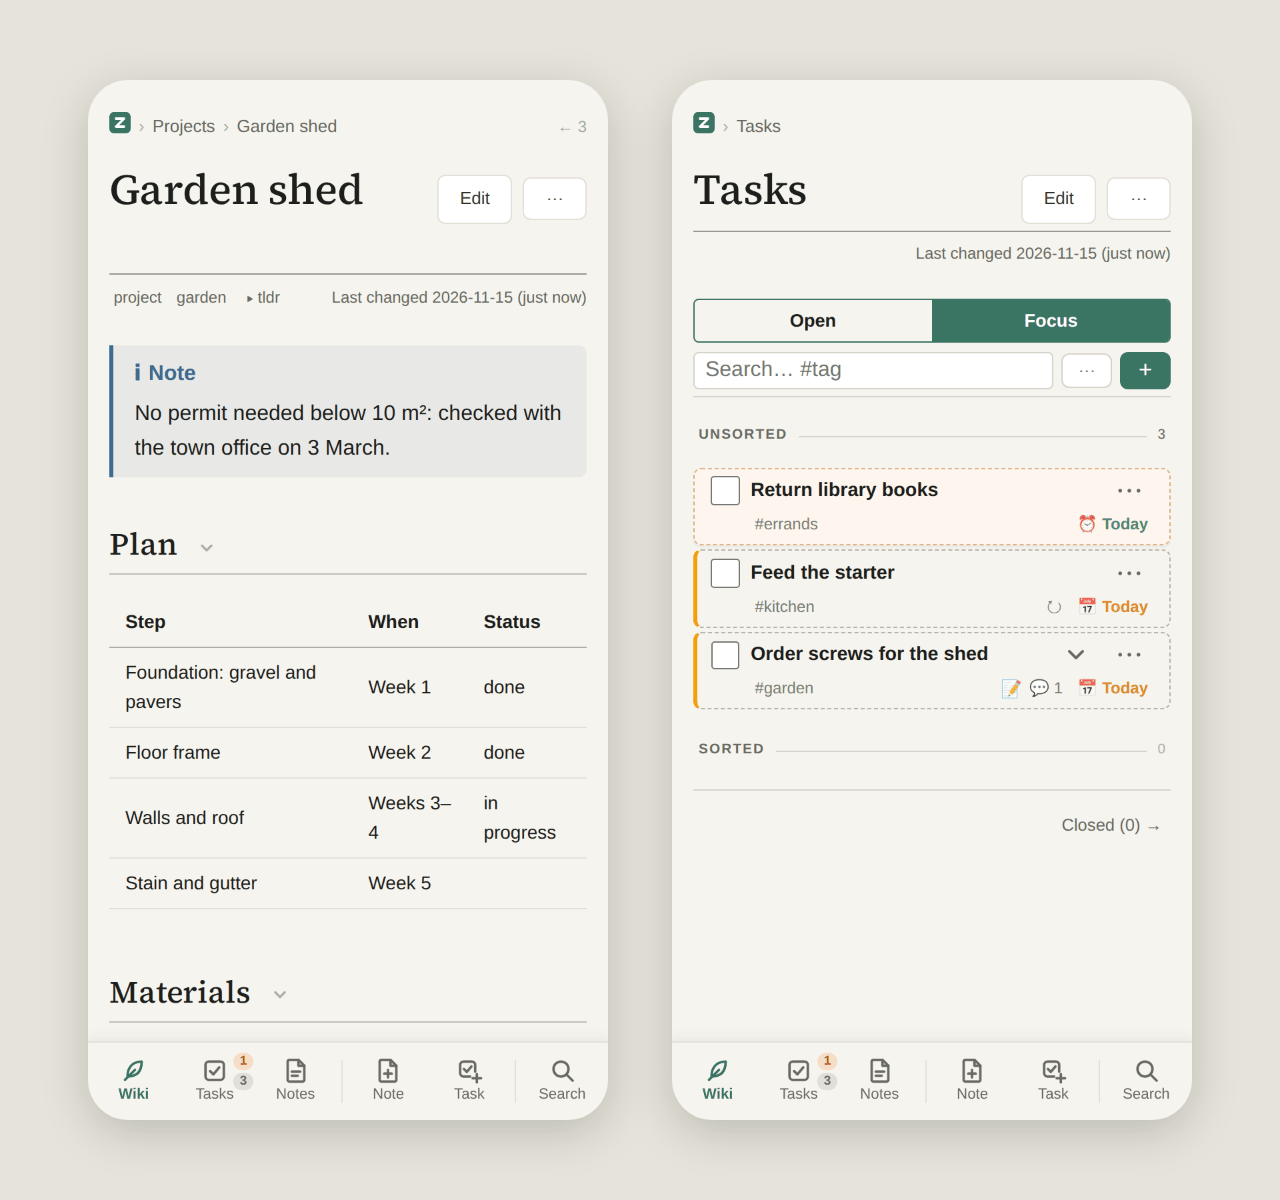 Z › Projects › Garden shed
← 3
Garden shed
Edit
···
project garden ▸ tldr
Last changed 2026-11-15 (just now)
ℹ Note
No permit needed below 10 m²: checked with
the town office on 3 March.
Plan
Step When Status
Foundation: gravel and
pavers
Week 1 done
Floor frame Week 2 done
Walls and roof
Weeks 3–
4
in
progress
Stain and gutter Week 5
Materials
Wiki
Tasks
1
3
Notes
Note
Task
Search
Z › Tasks
Tasks
Edit
···
Last changed 2026-11-15 (just now)
Open
Focus
Search… #tag
···
+
UNSORTED 3
Return library books
#errands
⏰ Today
Feed the starter
#kitchen
📅 Today
Order screws for the shed
#garden
📝 💬 1 📅 Today
SORTED 0
Closed (0) →
Wiki
Tasks
1
3
Notes
Note
Task
Search